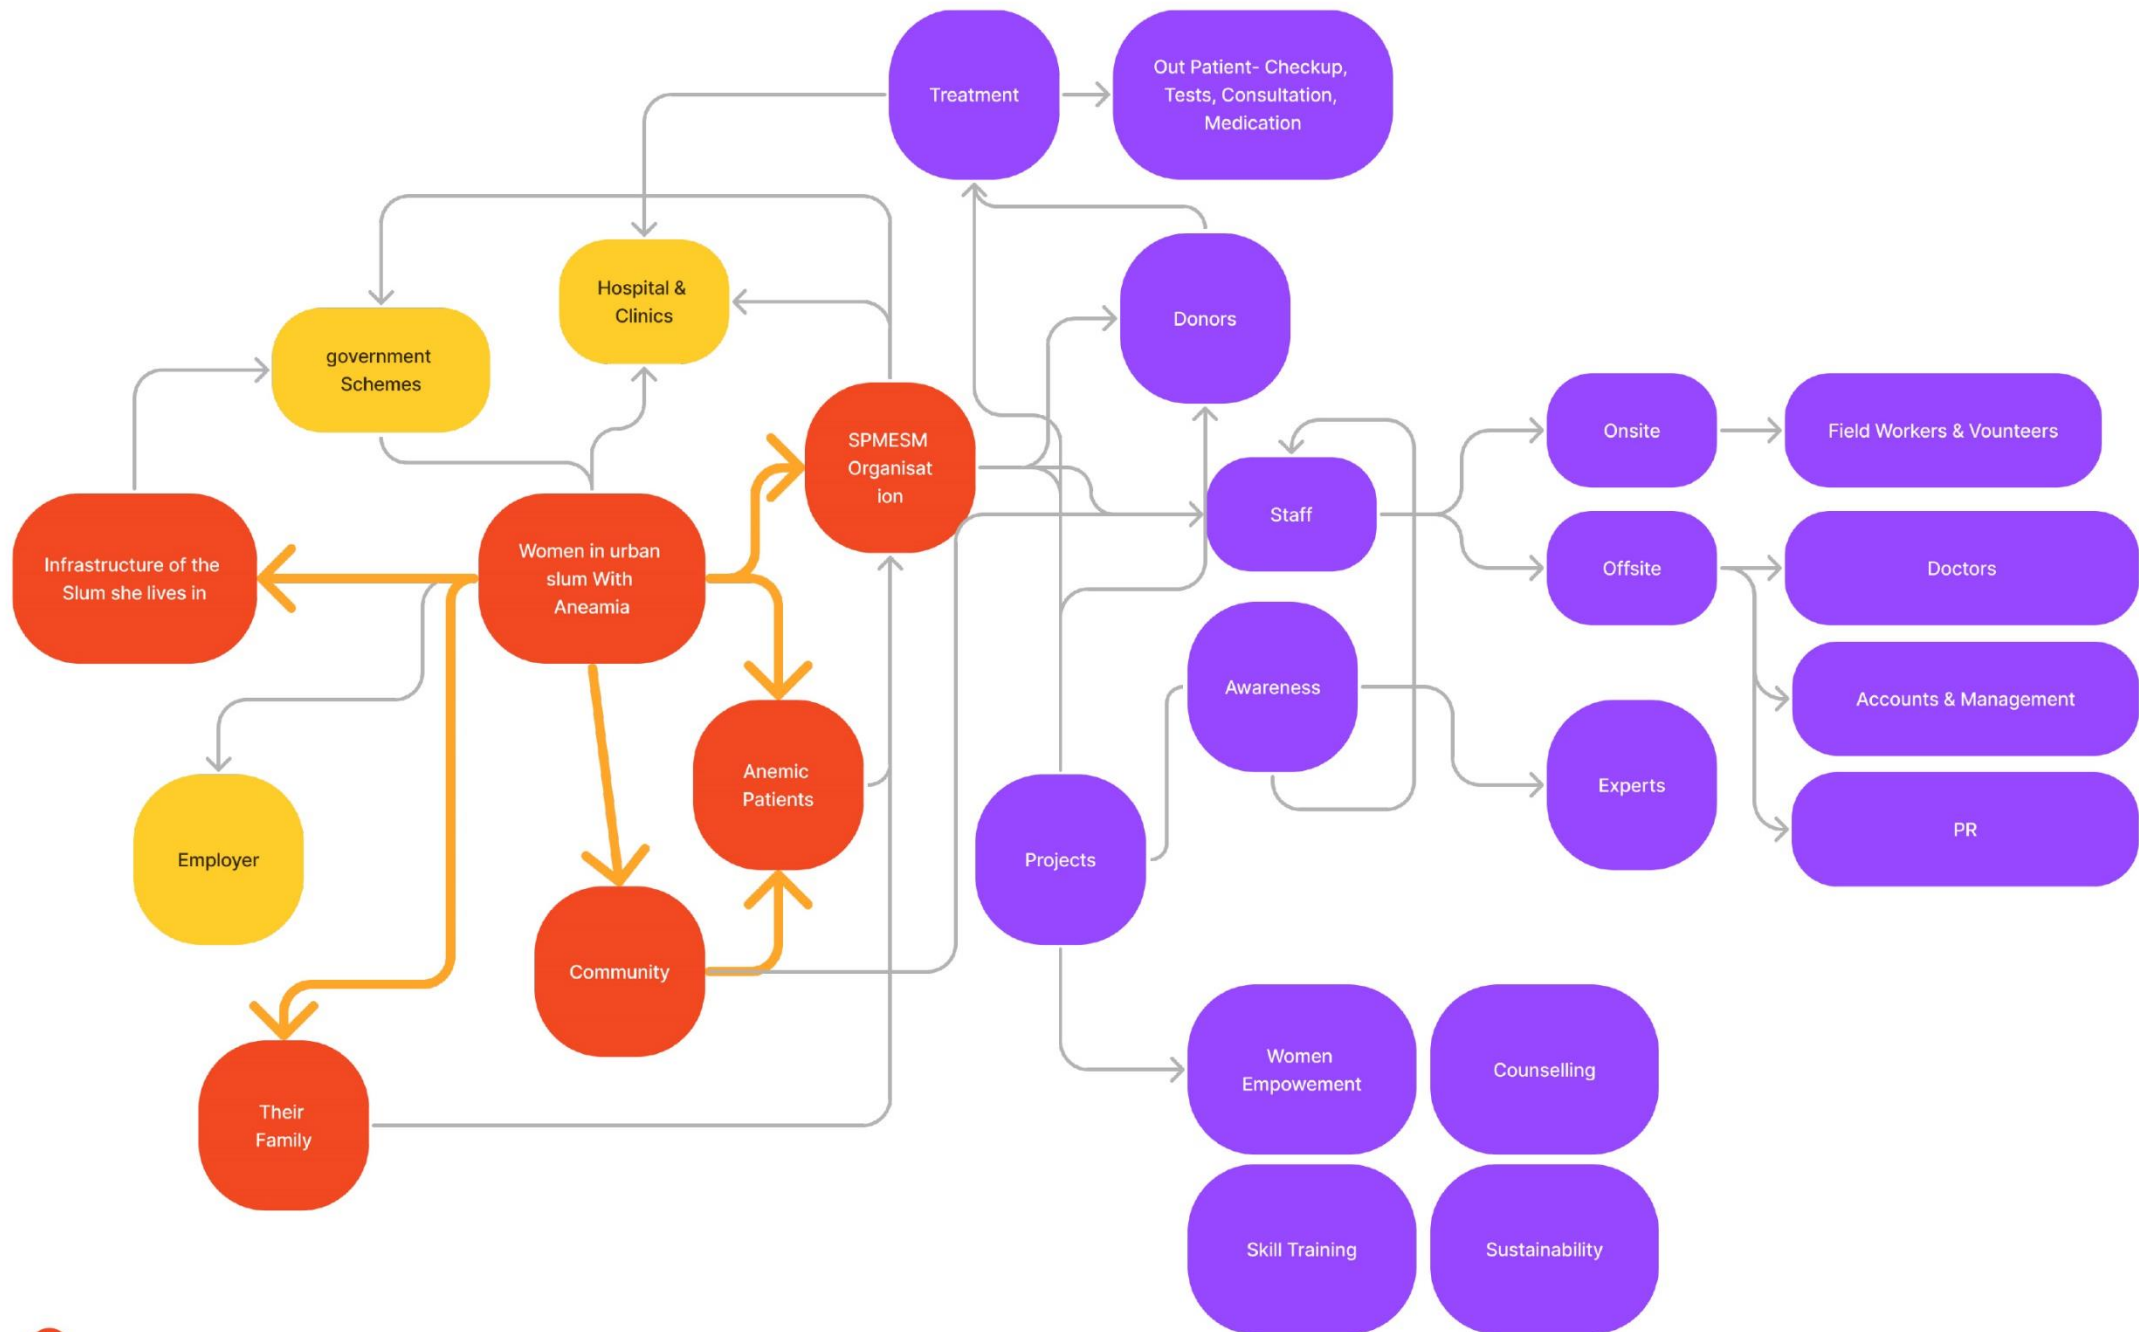 Treatment
Out Patient- Checkup,
Tests, Consultation,
Medication
Hospital &
Clinics
Donors
government
Schemes
SPMESM
Organisat
ion
Onsite
Field Workers & Vounteers
Staff
Infrastructure of the
Slum she lives in
Women in urban
slum With
Aneamia
Offsite
Doctors
Awareness
Accounts & Management
Anemic
Patients
Experts
PR
Employer
Projects
Community
Women
Empowement
Counselling
Their
Family
Skill Training
Sustainability